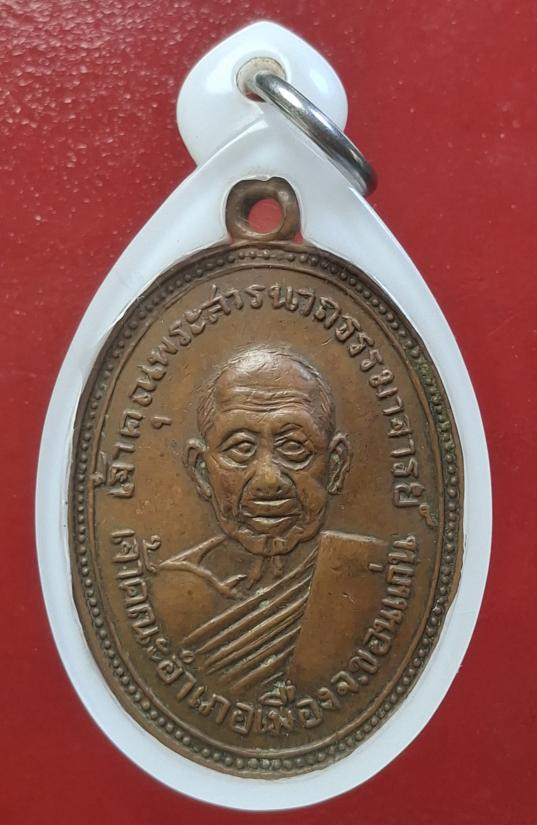 เจ้าคุณพระสารนาถธรรมาจารย์
เจ้าคณะอำเภอเมืองจ.ขอนแก่น